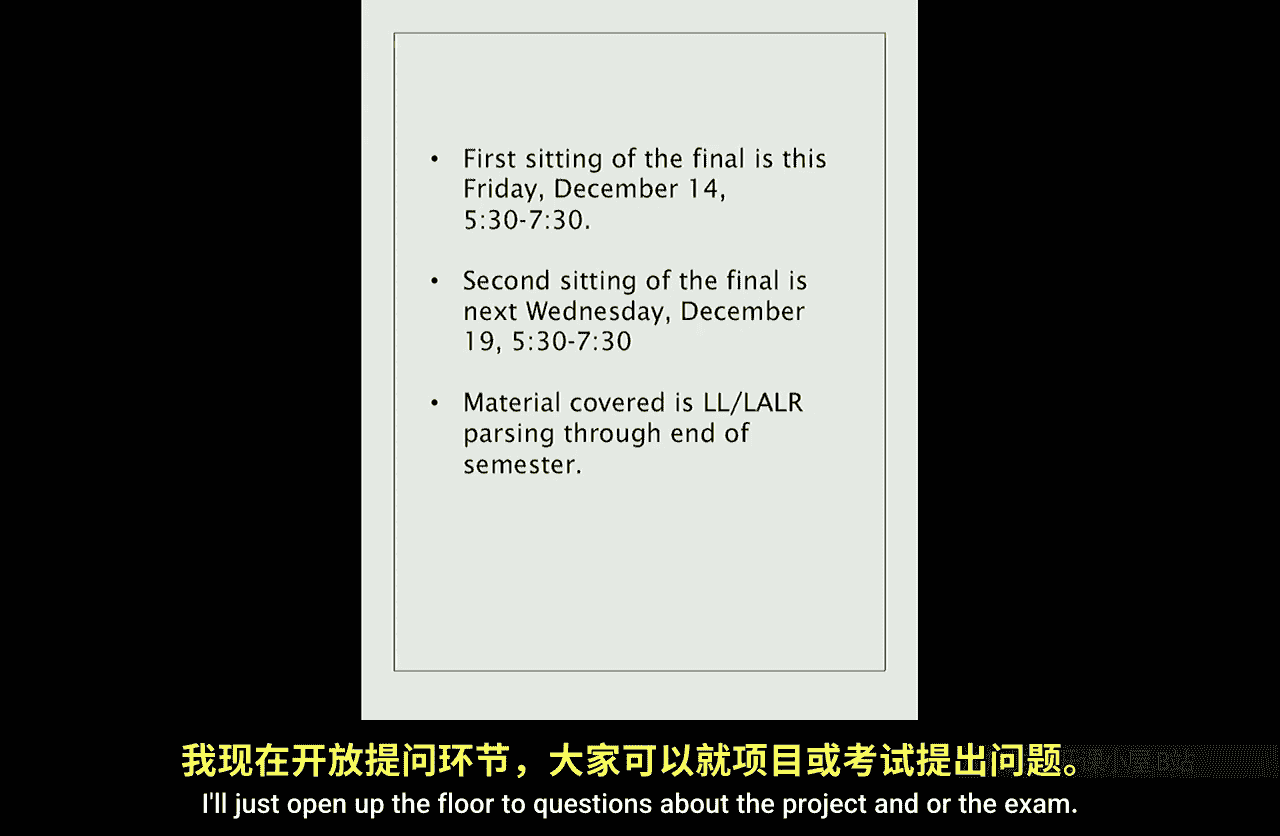 • First sitting of the final is this
Friday, December 14,
5:30-7:30.
• Second sitting of the final is
next Wednesday, December
19, 5:30-7:30
• Material covered is LL/LALR
parsing through end of
semester.
我现在开放提问环节，大家可以就项目或考试提出问题。
I'll just open up the floor to questions about the project and or the exam.